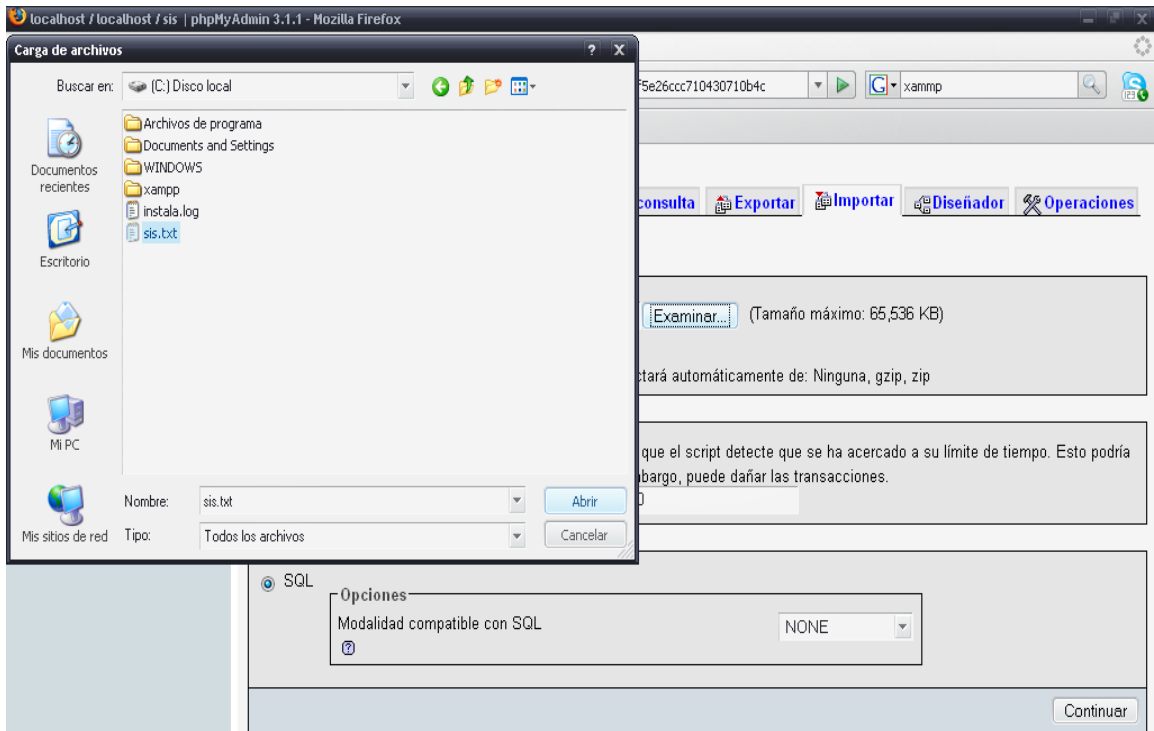 localhost / localhost / sis | phpMyAdmin 3.1.1 - Mozilla Firefox
Carga de archivos
Buscar en:
(C:) Disco local
Archivos de programa
Documents and Settings
WINDOWS
xampp
instala.log
sis.txt
Documentos
recientes
Escritorio
Mis documentos
Mi PC
Mis sitios de red
Nombre:
sis.txt
Abrir
Tipo:
Todos los archivos
Cancelar
f5e26ccc710430710b4c
G
xammp
123
consulta
Exportar
Importar
Diseñador
Operaciones
Examinar...
(Tamaño máximo: 65,536 KB)
ctará automáticamente de: Ninguna, gzip, zip
que el script detecte que se ha acercado a su límite de tiempo. Esto podría
mbargo, puede dañar las transacciones.
0
SQL
Opciones
Modalidad compatible con SQL
NONE
Continuar